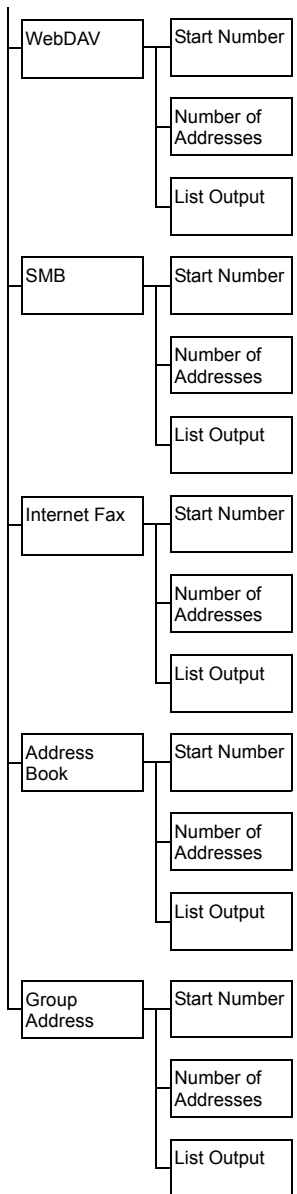 WebDAV
Start Number
Number of
Addresses
List Output
SMB
Start Number
Number of
Addresses
List Output
Internet Fax
Start Number
Number of
Addresses
List Output
Address
Book
Start Number
Number of
Addresses
List Output
Group
Address
Start Number
Number of
Addresses
List Output